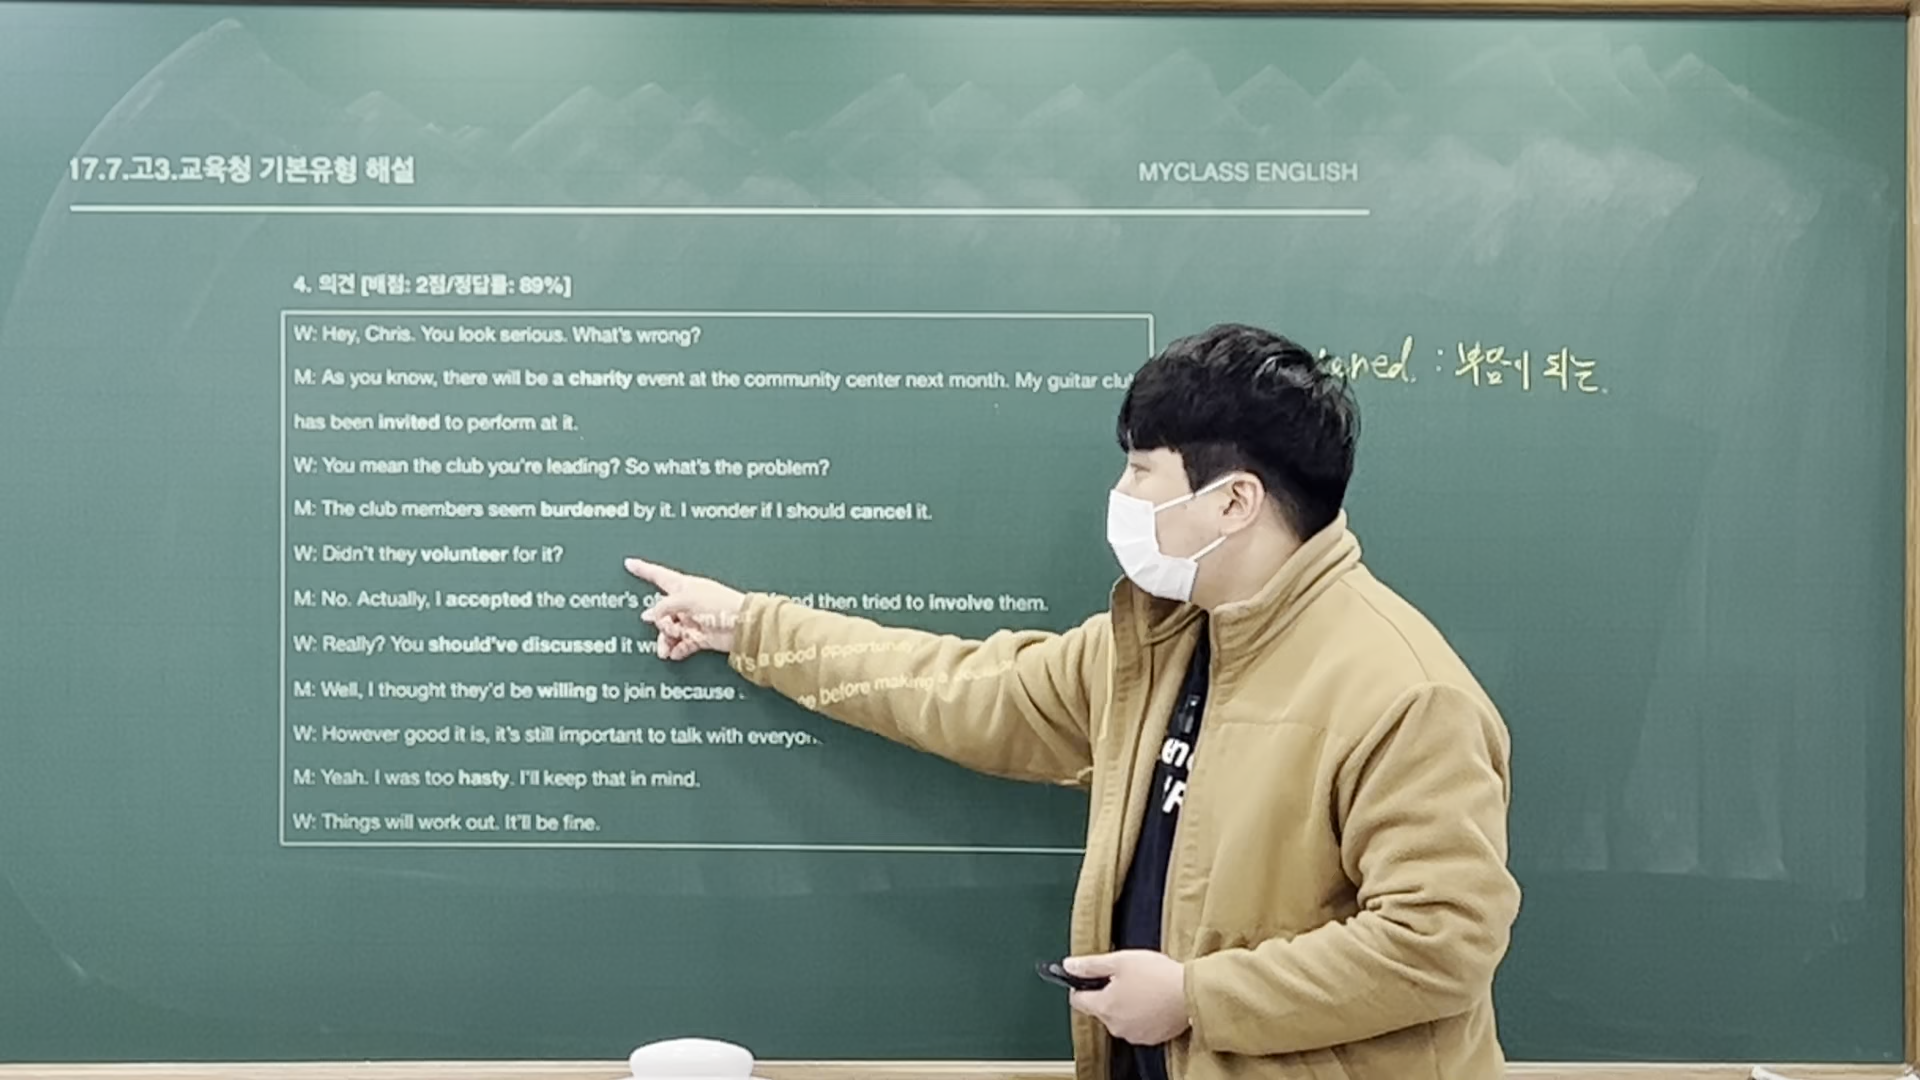 17.7.고3.교육청 기본유형 해설
MYCLASS ENGLISH
4. 의견 [배점: 2점/정답률: 89%]
W: Hey, Chris. You look serious. What's wrong?
M: As you know, there will be a charity event at the community center next month. My guitar
has been invited to perform at it.
W: You mean the club you're leading? So what's the problem?
M: The club members seem burdened by it. I wonder if I should cancel it.
W: Didn't they volunteer for it?
M: No. Actually, I accepted the center's then tried to involve them.
W: Really? You should've discussed it
M: Well, I thought they'd be willing to join because it's a good opportunity
W: However good it is, it's still important to talk with before making a
M: Yeah. I was too hasty. I'll keep that in mind.
W: Things will work out. It'll be fine.
: 부담이 되는.